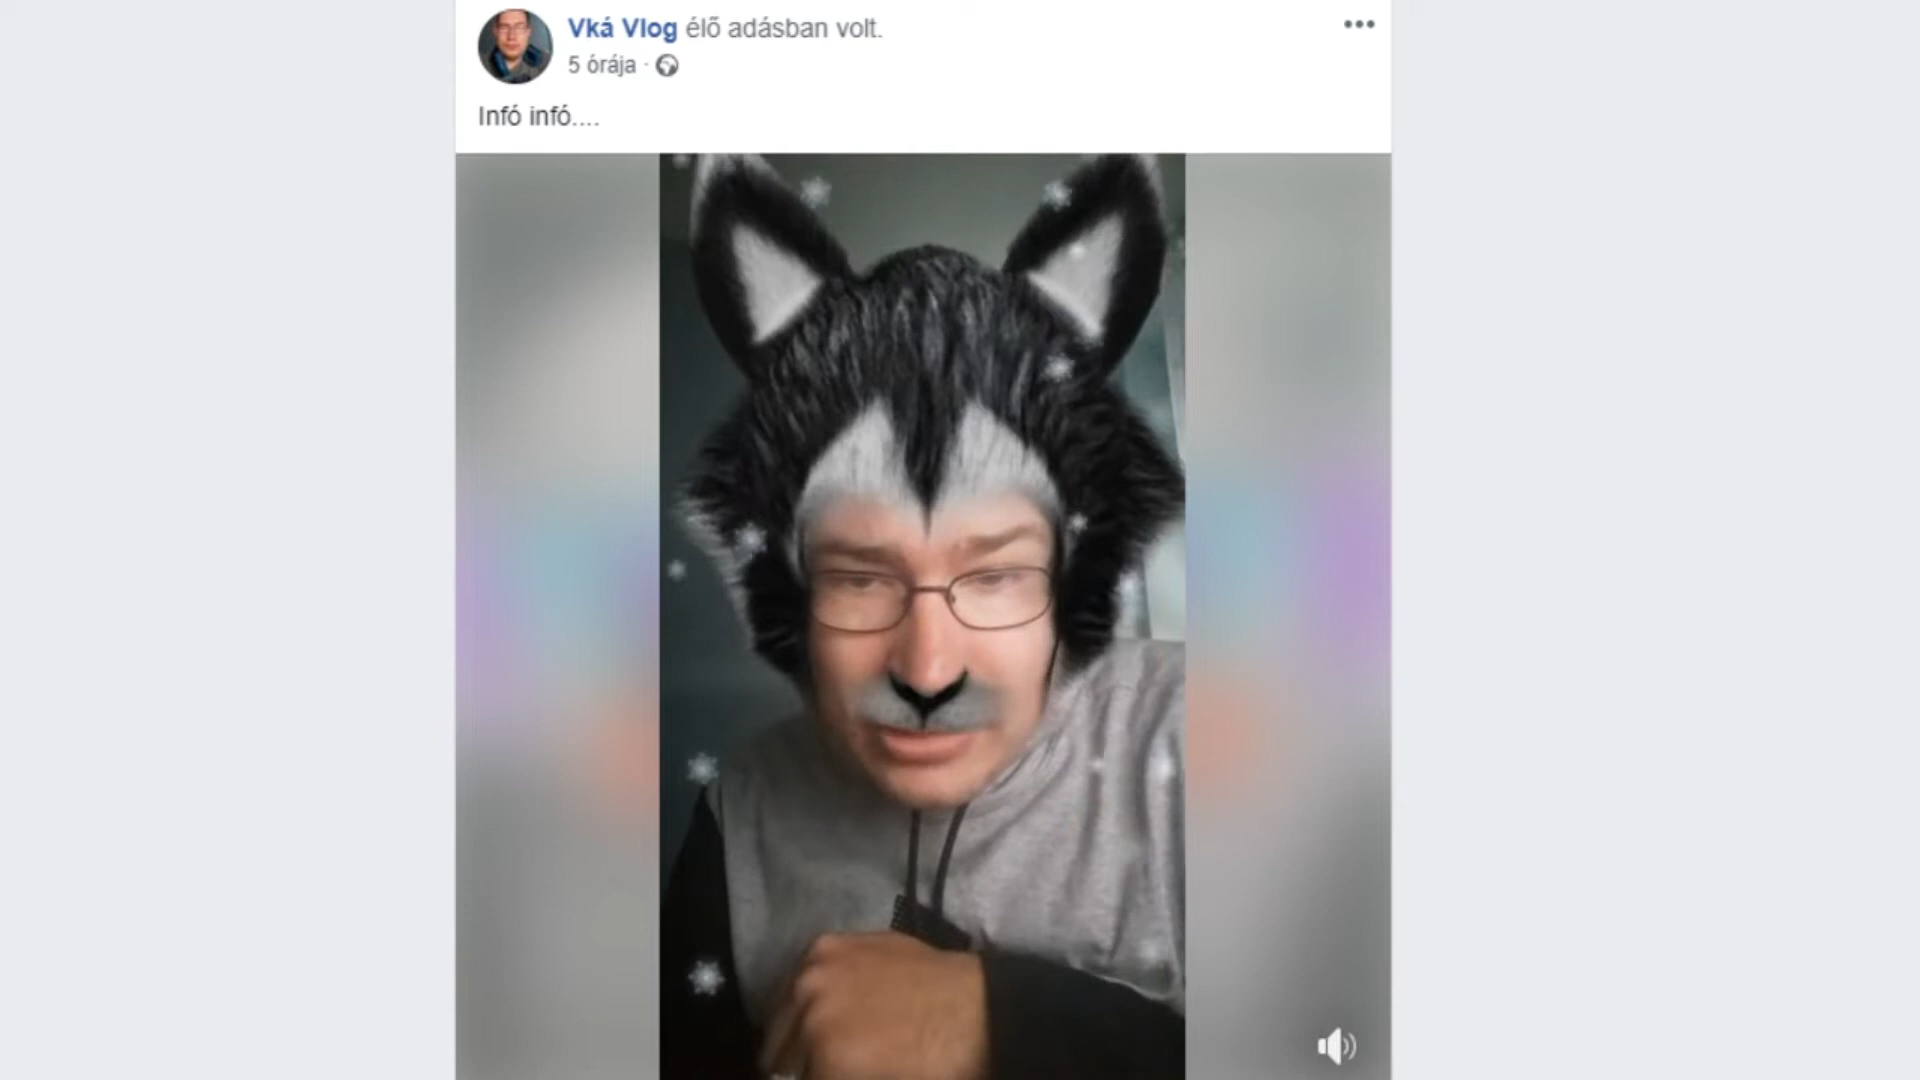 Vká Vlog élő adásban volt.
5 órája ·
Infó infó....